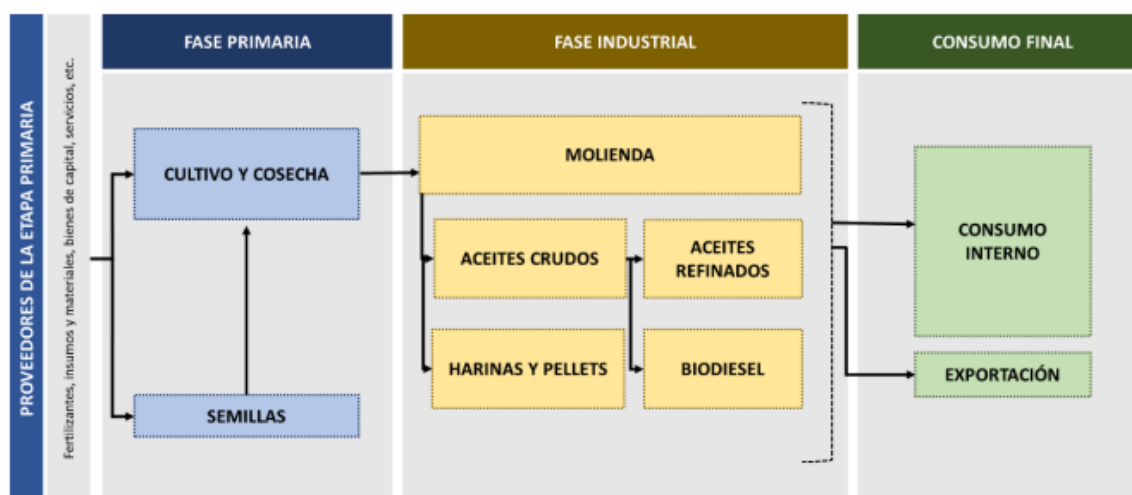 PROVEEDORES DE LA ETAPA PRIMARIA
Fertilizantes, insumos y materiales, bienes de capital, servicios, etc.
FASE PRIMARIA
CULTIVO Y COSECHA
SEMILLAS
FASE INDUSTRIAL
MOLIENDA
ACEITES CRUDOS
ACEITES
REFINADOS
HARINAS Y PELLETS
BIODIESEL
CONSUMO FINAL
CONSUMO
INTERNO
EXPORTACIÓN